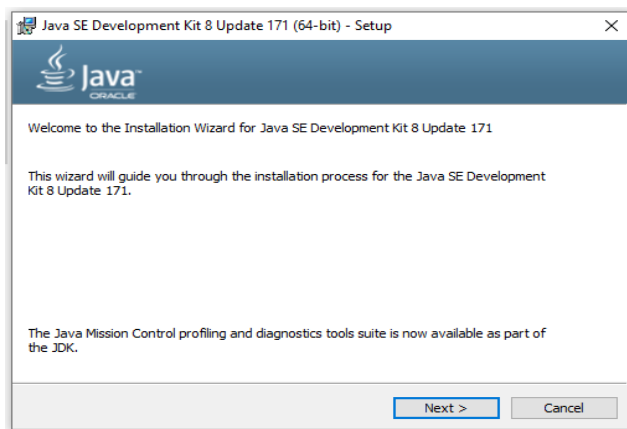 Java SE Development Kit 8 Update 171 (64-bit) - Setup
Java
ORACLE
Welcome to the Installation Wizard for Java SE Development Kit 8 Update 171
This wizard will guide you through the installation process for the Java SE Development
Kit 8 Update 171.
The Java Mission Control profiling and diagnostics tools suite is now available as part of
the JDK.
Next >
Cancel